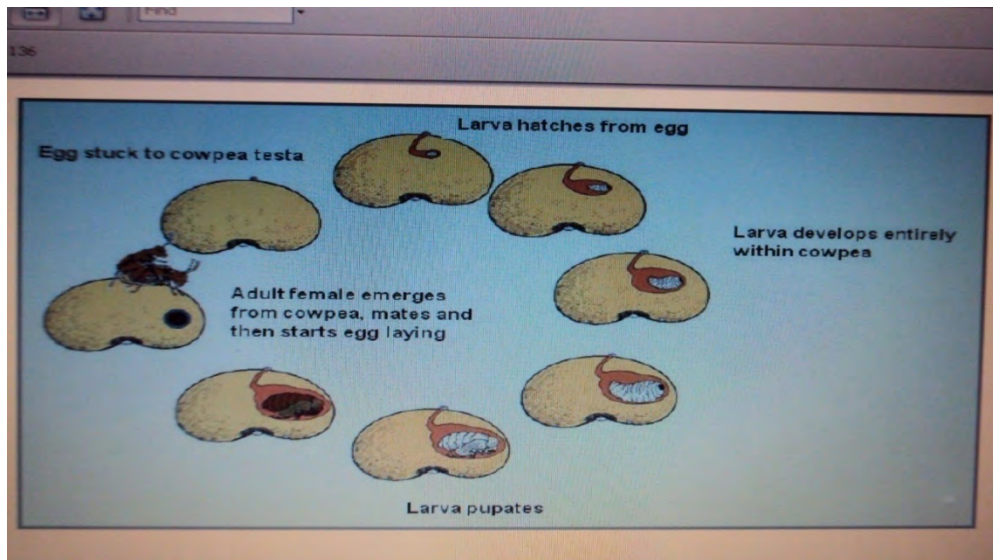 Find
136
Larva hatches from egg
Egg stuck to cowpea testa
Larva develops entirely
within cowpea
Adult female emerges
from cowpea, mates and
then starts egg laying
Larva pupates